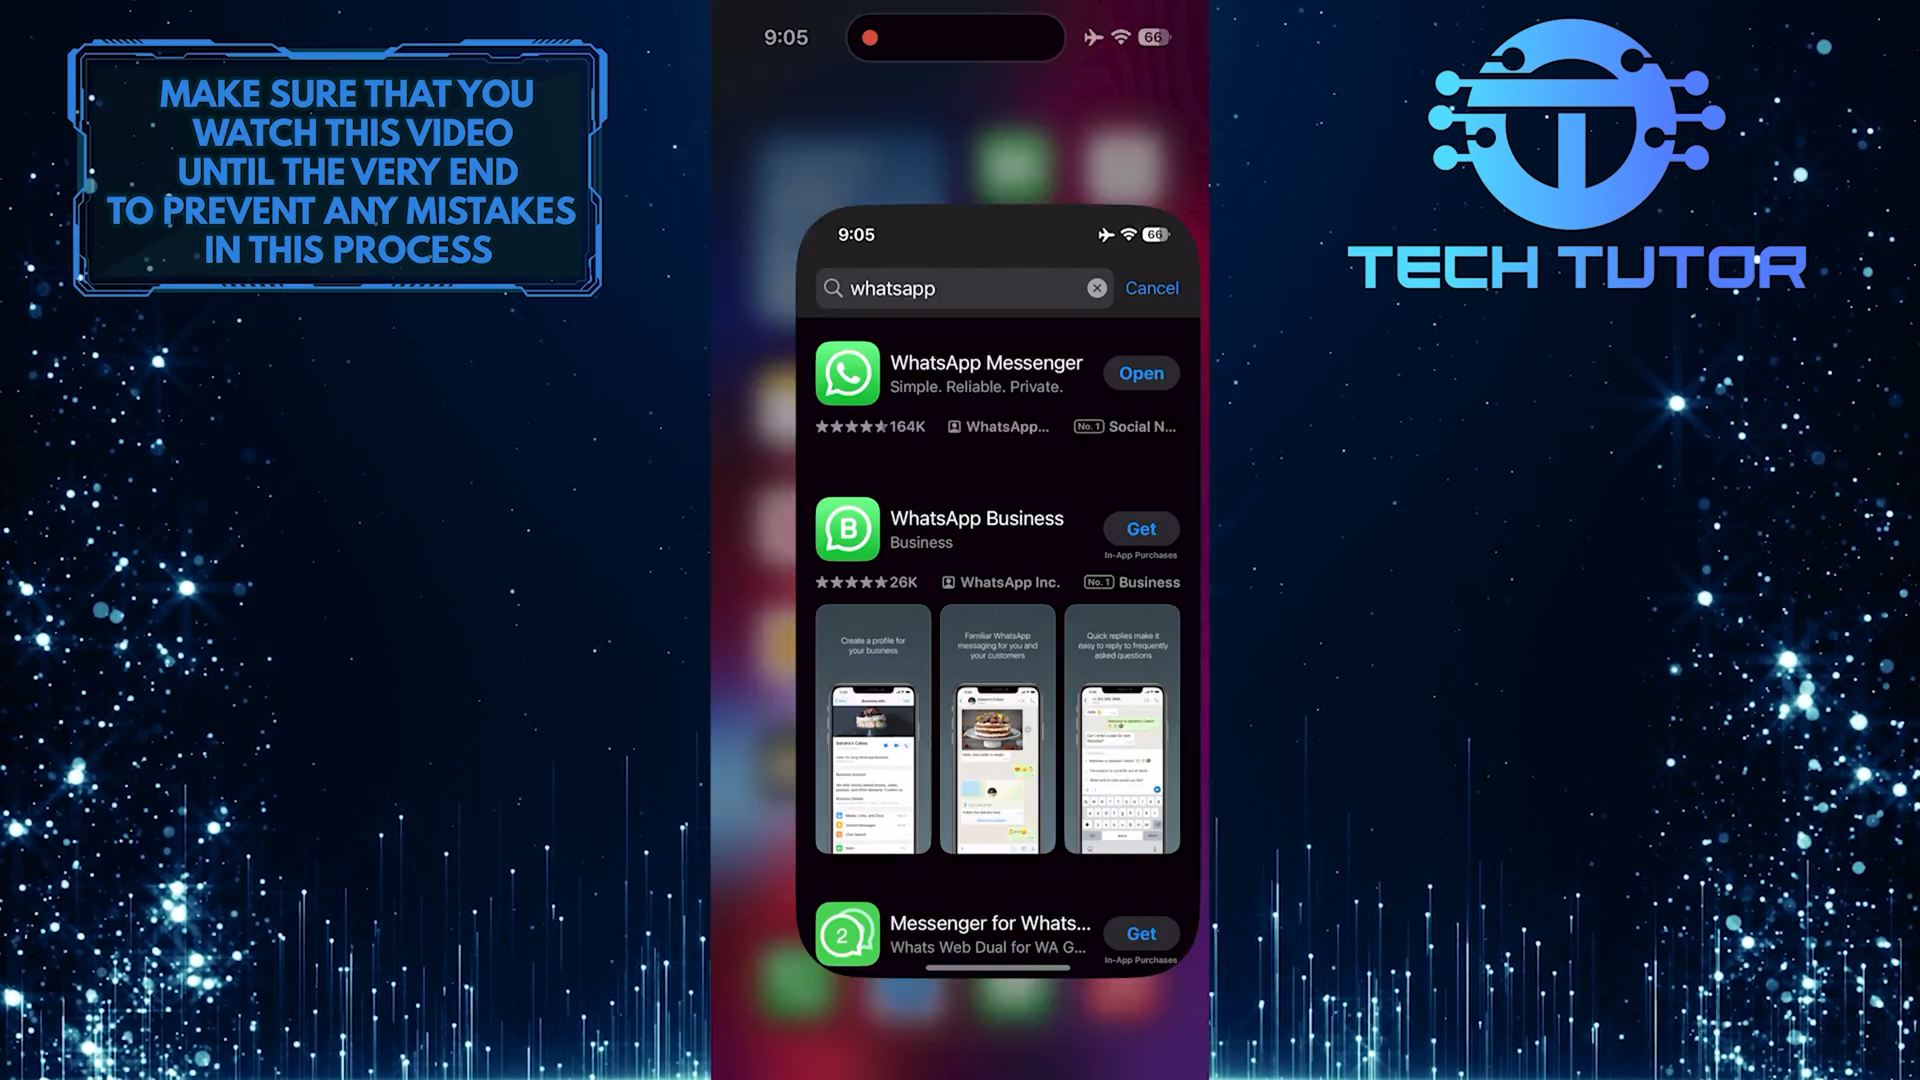 MAKE SURE THAT YOU
WATCH THIS VIDEO
UNTIL THE VERY END
TO PREVENT ANY MISTAKES
IN THIS PROCESS
9:05
66
TECH TUTOR
9:05
66
whatsapp
Cancel
WhatsApp Messenger
Simple. Reliable. Private.
Open
164K
WhatsApp...
No. 1
Social N...
WhatsApp Business
Business
Get
In-App Purchases
26K
WhatsApp Inc.
No. 1
Business
Create a profile for
your business
Familiar WhatsApp
messaging for you and
your customers
Quick replies make it
easy to reply to frequently
asked questions
Messenger for Whats...
Whats Web Dual for WA G...
Get
In-App Purchases